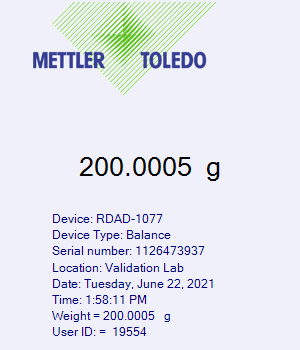 METTLER TOLEDO
200.0005 g
Device: RDAD-1077
Device Type: Balance
Serial number: 1126473937
Location: Validation Lab
Date: Tuesday, June 22, 2021
Time: 1:58:11 PM
Weight = 200.0005 g
User ID: = 19554